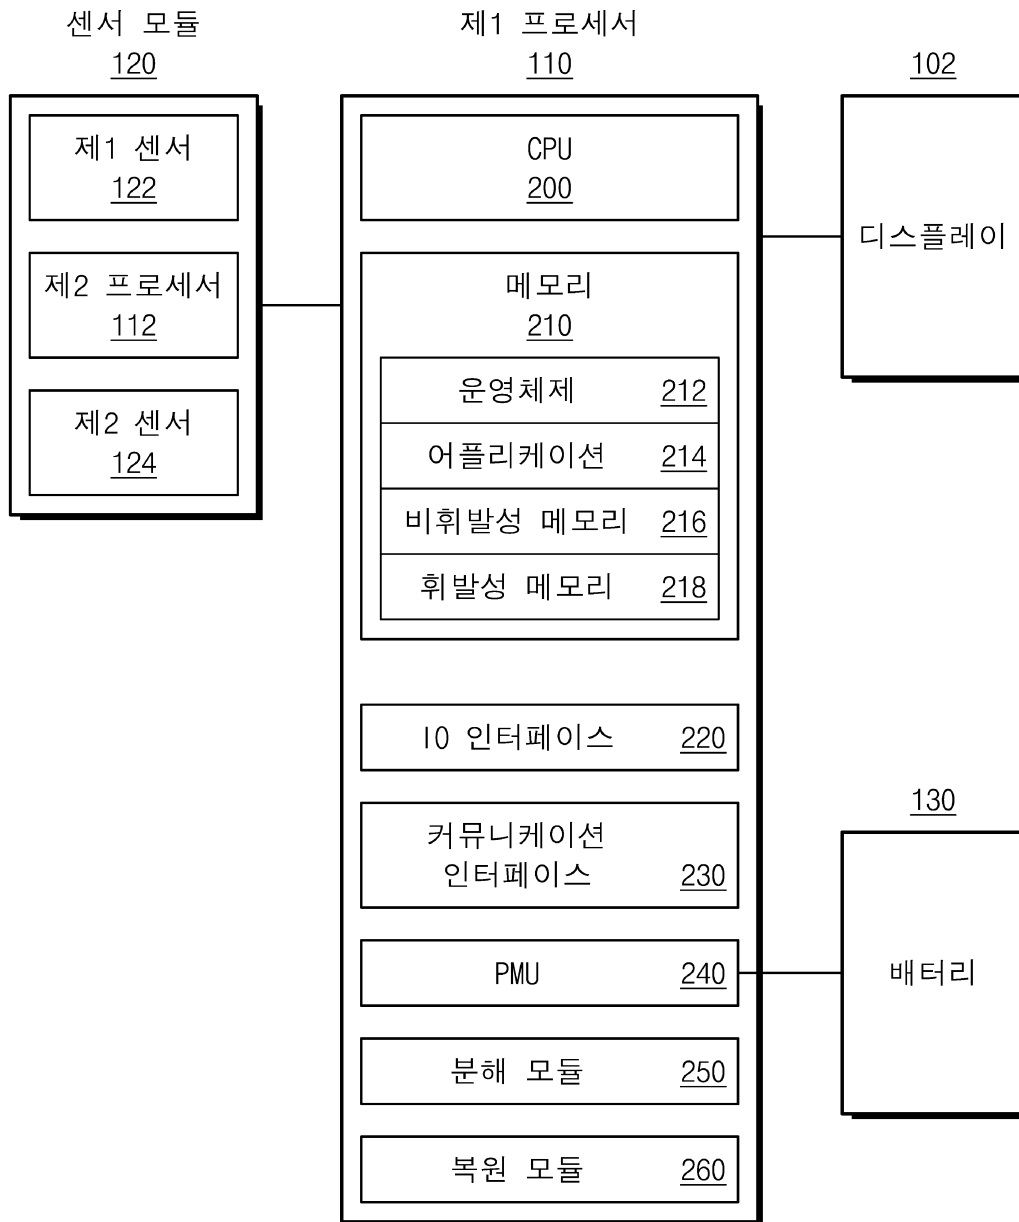 센서 모듈
120
제1 센서
122
제2 프로세서
112
제2 센서
124
제1 프로세서
110
CPU
200
메모리
210
운영체제 212
어플리케이션 214
비휘발성 메모리 216
휘발성 메모리 218
IO 인터페이스 220
커뮤니케이션
인터페이스 230
PMU 240
분해 모듈 250
복원 모듈 260
102
디스플레이
130
배터리